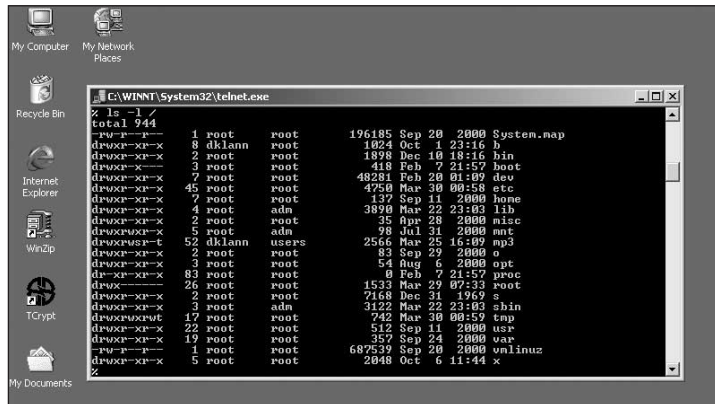 My Computer
My Network Places
Recycle Bin
Internet Explorer
WinZip
TCrypt
My Documents
C:\WINNT\System32\telnet.exe
% ls -l /
total 944
-rw-r--r-- 1 root root 196185 Sep 20 2000 System.map
drwxr-xr-x 8 dklann root 1024 Oct 1 23:16 b
drwxr-xr-x 2 root root 1898 Dec 10 18:16 bin
drwxr-x--- 3 root root 418 Feb 7 21:57 boot
drwxr-xr-x 7 root root 48281 Feb 20 01:09 dev
drwxr-xr-x 45 root root 4750 Mar 30 00:58 etc
drwxr-xr-x 7 root root 137 Sep 11 2000 home
drwxr-xr-x 4 root adm 3890 Mar 22 23:03 lib
drwxr-xr-x 2 root root 35 Apr 28 2000 misc
drwxrwxr-x 5 root adm 98 Jul 31 2000 mnt
drwxrwsr-t 52 dklann users 2566 Mar 25 16:09 mp3
drwxr-xr-x 2 root root 83 Sep 29 2000 o
drwxr-xr-x 3 root root 54 Aug 6 2000 opt
dr-xr-xr-x 83 root root 0 Feb 7 21:57 proc
drwx------ 26 root root 1533 Mar 29 07:33 root
drwxr-xr-x 2 root root 7168 Dec 31 1969 s
drwxr-xr-x 3 root adm 3122 Mar 22 23:03 sbin
drwxrwxrwt 17 root root 742 Mar 30 00:59 tmp
drwxr-xr-x 22 root root 512 Sep 11 2000 usr
drwxr-xr-x 19 root root 357 Sep 24 2000 var
-rw-r--r-- 1 root root 687539 Sep 20 2000 vmlinuz
drwxr-xr-x 5 root root 2048 Oct 6 11:44 x
%